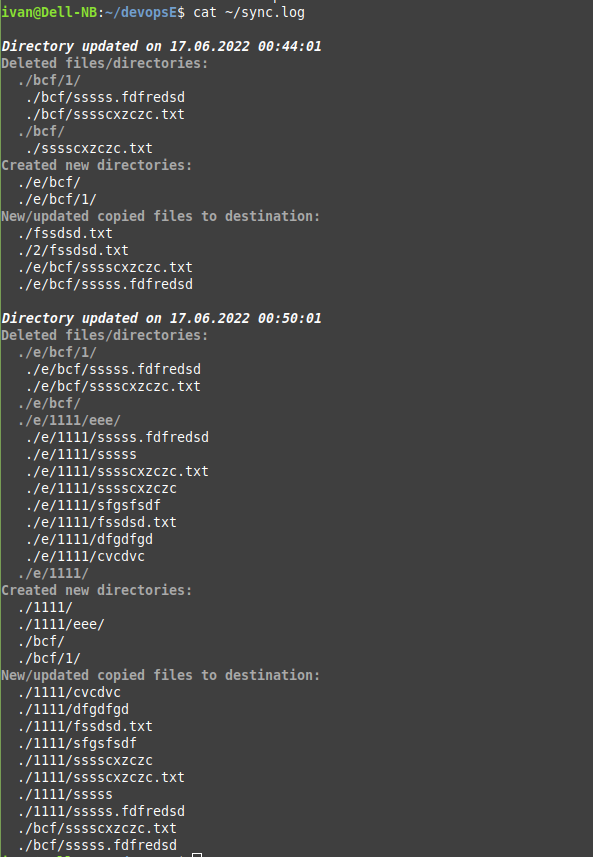 ivan@Dell-NB:~/devopsE$ cat ~/sync.log
Directory updated on 17.06.2022 00:44:01
Deleted files/directories:
./bcf/1/
./bcf/sssss.fdfredsd
./bcf/sssscxzczc.txt
./bcf/
./sssscxzczc.txt
Created new directories:
./e/bcf/
./e/bcf/1/
New/updated copied files to destination:
./fssdsd.txt
./2/fssdsd.txt
./e/bcf/sssscxzczc.txt
./e/bcf/sssss.fdfredsd
Directory updated on 17.06.2022 00:50:01
Deleted files/directories:
./e/bcf/1/
./e/bcf/sssss.fdfredsd
./e/bcf/sssscxzczc.txt
./e/bcf/
./e/1111/eee/
./e/1111/sssss.fdfredsd
./e/1111/sssss
./e/1111/sssscxzczc.txt
./e/1111/sssscxzczc
./e/1111/sfgsfsdf
./e/1111/fssdsd.txt
./e/1111/dfgdfgd
./e/1111/cvcdvc
./e/1111/
Created new directories:
./1111/
./1111/eee/
./bcf/
./bcf/1/
New/updated copied files to destination:
./1111/cvcdvc
./1111/dfgdfgd
./1111/fssdsd.txt
./1111/sfgsfsdf
./1111/sssscxzczc
./1111/sssscxzczc.txt
./1111/sssss
./1111/sssss.fdfredsd
./bcf/sssscxzczc.txt
./bcf/sssss.fdfredsd